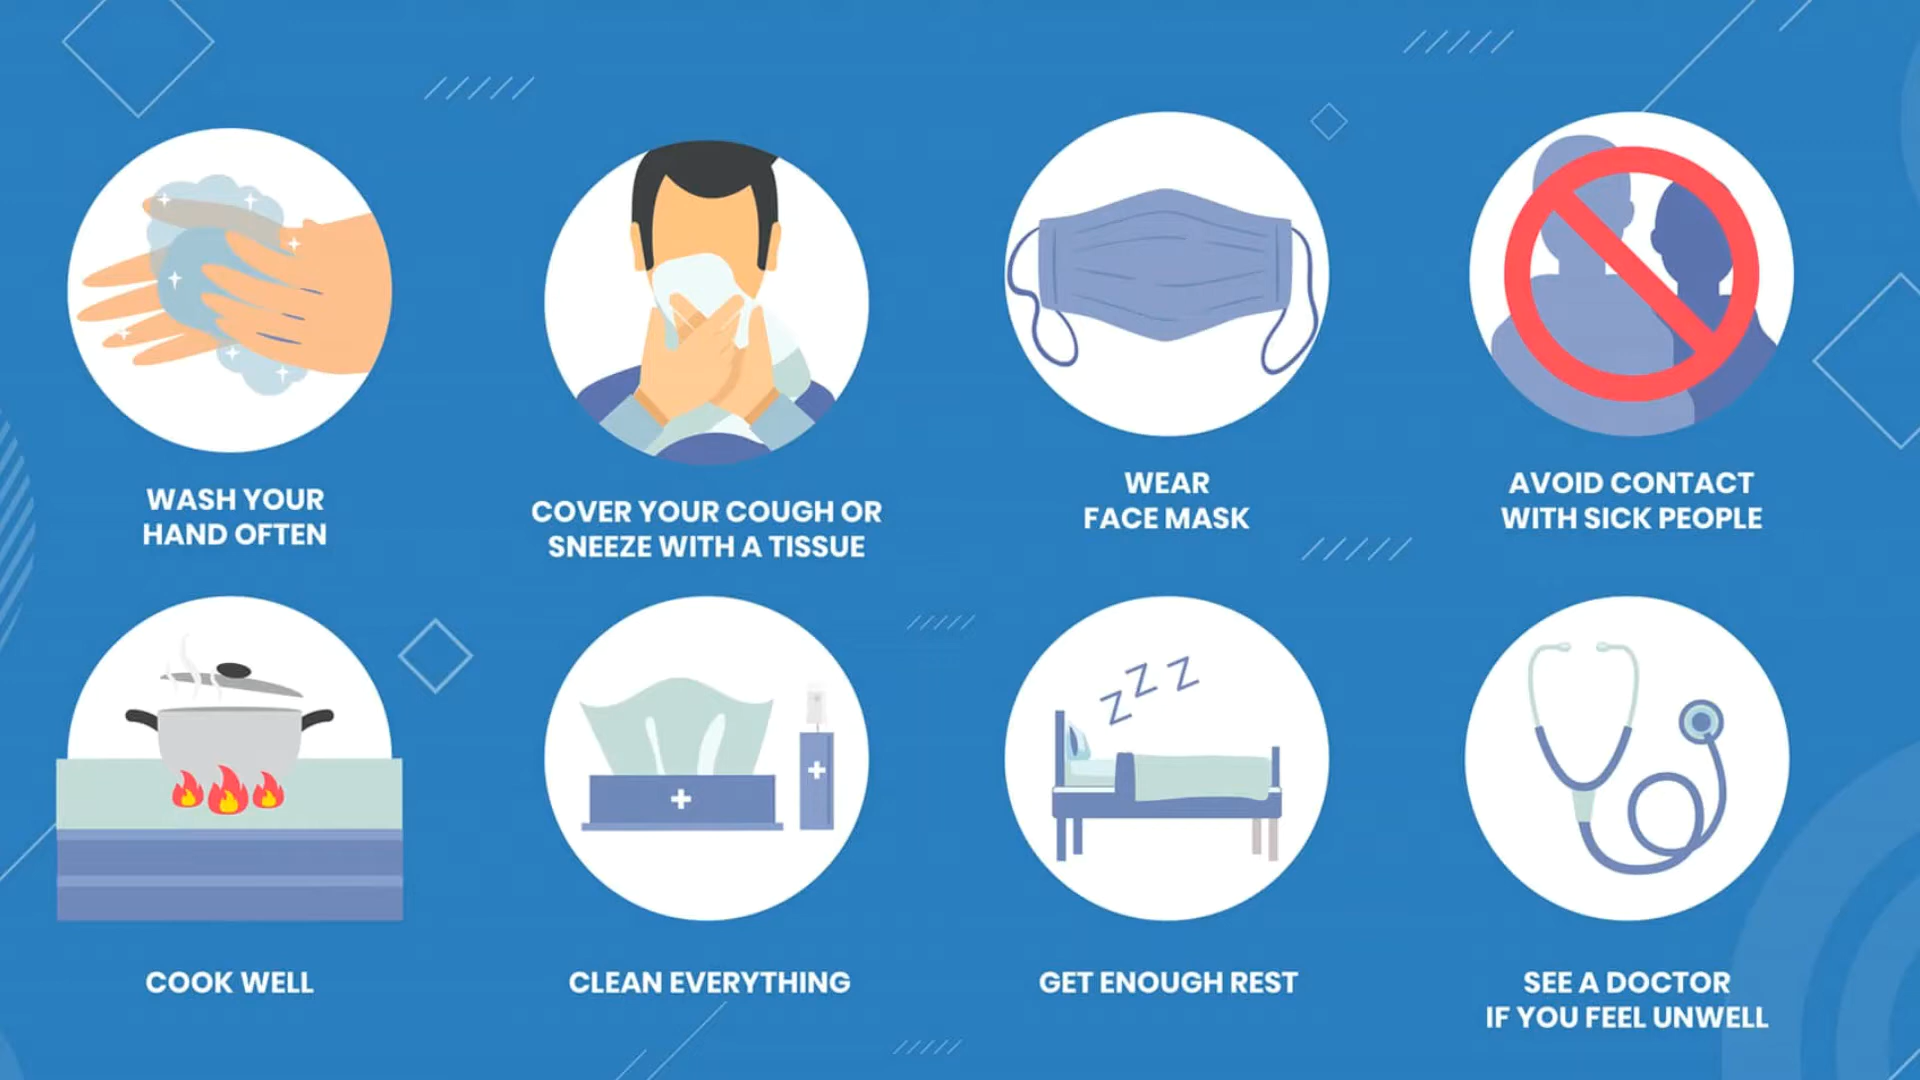 WASH YOUR
HAND OFTEN
COVER YOUR COUGH OR
SNEEZE WITH A TISSUE
WEAR
FACE MASK
AVOID CONTACT
WITH SICK PEOPLE
Z Z Z
COOK WELL
CLEAN EVERYTHING
GET ENOUGH REST
SEE A DOCTOR
IF YOU FEEL UNWELL